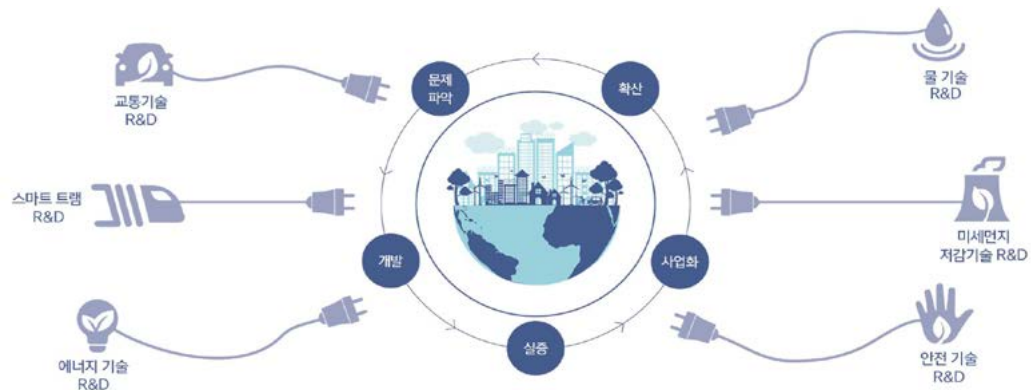 교통기술
R&D
스마트 트램
R&D
에너지 기술
R&D
문제
파악
확산
개발
사업화
실증
물 기술
R&D
미세먼지
저감기술 R&D
안전 기술
R&D